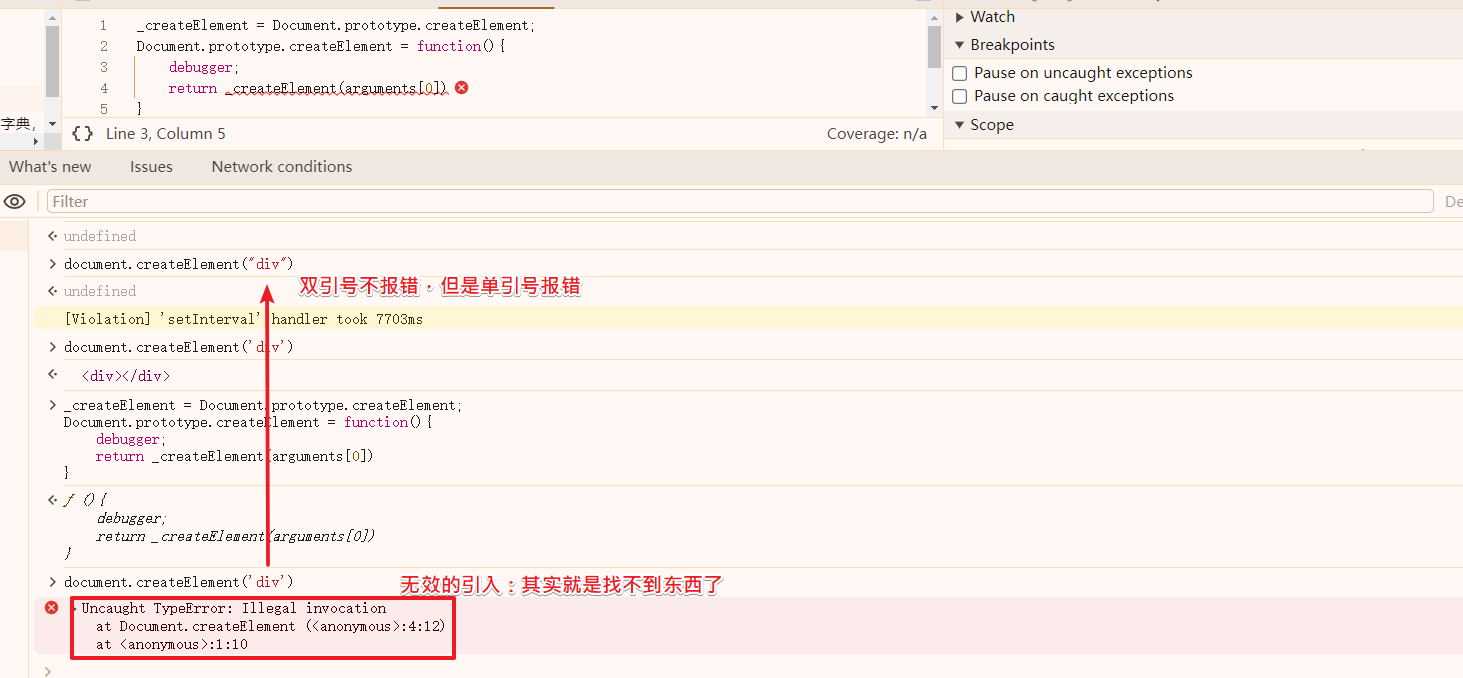 1 _createElement = Document.prototype.createElement;
2 Document.prototype.createElement = function(){
3 debugger;
4 return _createElement(arguments[0])
5 }
字典,
{ } Line 3, Column 5
Coverage: n/a
Watch
Breakpoints
Pause on uncaught exceptions
Pause on caught exceptions
Scope
What's new Issues Network conditions
Filter
De
undefined
document.createElement("div")
双引号不报错，但是单引号报错
undefined
[Violation] 'setInterval' handler took 7703ms
document.createElement('div')
<div></div>
_createElement = Document.prototype.createElement;
Document.prototype.createElement = function(){
debugger;
return _createElement(arguments[0])
}
ƒ (){
debugger;
return _createElement(arguments[0])
}
document.createElement('div')
无效的引入：其实就是找不到东西了
Uncaught TypeError: Illegal invocation
at Document.createElement (<anonymous>:4:12)
at <anonymous>:1:10